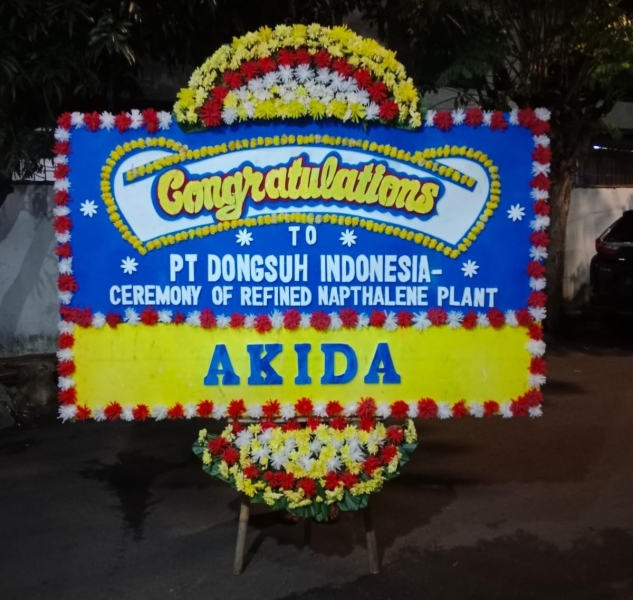 Congratulations
TO
PT DONGSUH INDONESIA-
CEREMONY OF REFINED NAPTHALENE PLANT
AKIDA